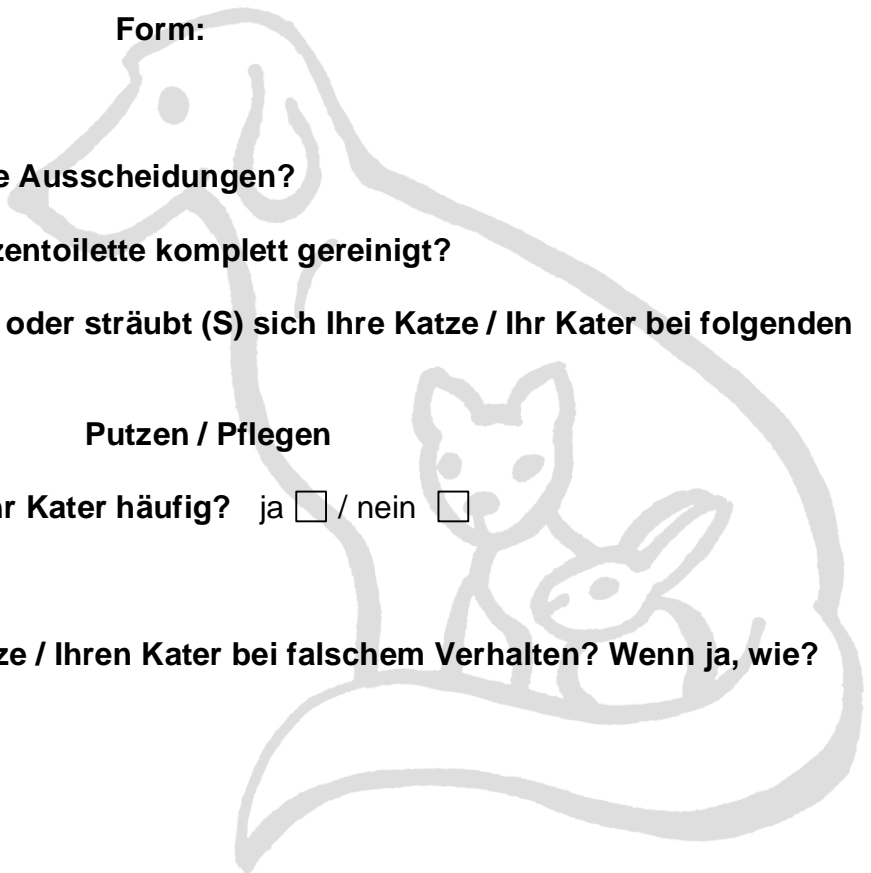 Form:
e Ausscheidungen?
zentoilette komplett gereinigt?
oder sträubt (S) sich Ihre Katze / Ihr Kater bei folgenden
Putzen / Pflegen
r Kater häufig? ja ☐ / nein ☐
ze / Ihren Kater bei falschem Verhalten? Wenn ja, wie?